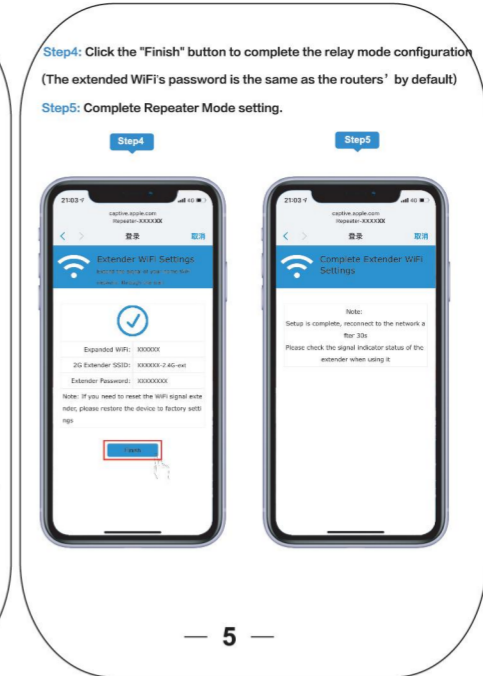 Step4: Click the "Finish" button to complete the relay mode configuration
(The extended WiFi's password is the same as the routers’ by default)
Step5: Complete Repeater Mode setting.
Step4
Step5
21:03
4G
captive.apple.com
Repeater-XXXXXX
< >
登录
取消
Extender WiFi Settings
Expanded WiFi: XXXXXX
2G Extender SSID: XXXXXX-2.4G-ext
Extender Password: XXXXXXXX
Note: If you need to reset the WiFi signal exte
nder, please restore the device to factory setti
ngs
21:03
4G
captive.apple.com
Repeater-XXXXXX
< >
登录
取消
Complete Extender WiFi
Settings
Note:
Setup is complete, reconnect to the network a
fter 30s
Please check the signal indicator status of the
extender when using it
— 5 —